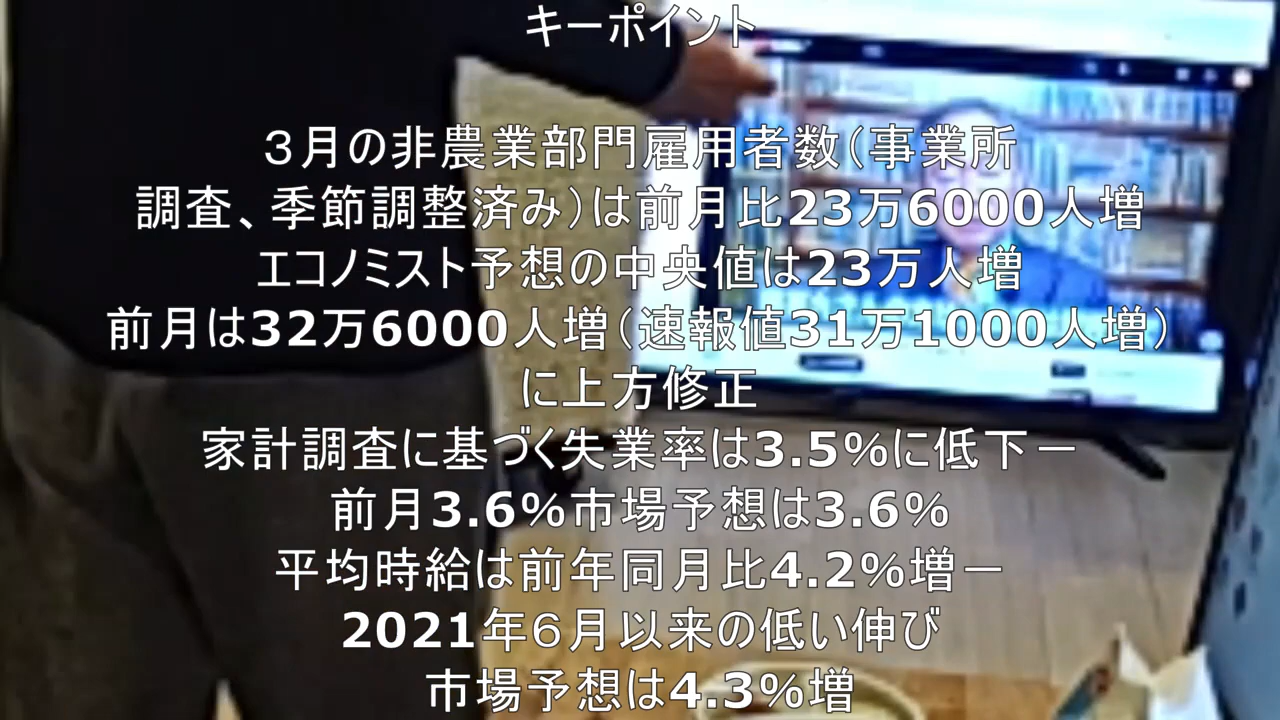 キーポイント
３月の非農業部門雇用者数（事業所
調査、季節調整済み）は前月比23万6000人増
エコノミスト予想の中央値は23万人増
前月は32万6000人増（速報値31万1000人増）
に上方修正
家計調査に基づく失業率は3.5％に低下－
前月3.6％市場予想は3.6％
平均時給は前年同月比4.2％増－
2021年６月以来の低い伸び
市場予想は4.3％増